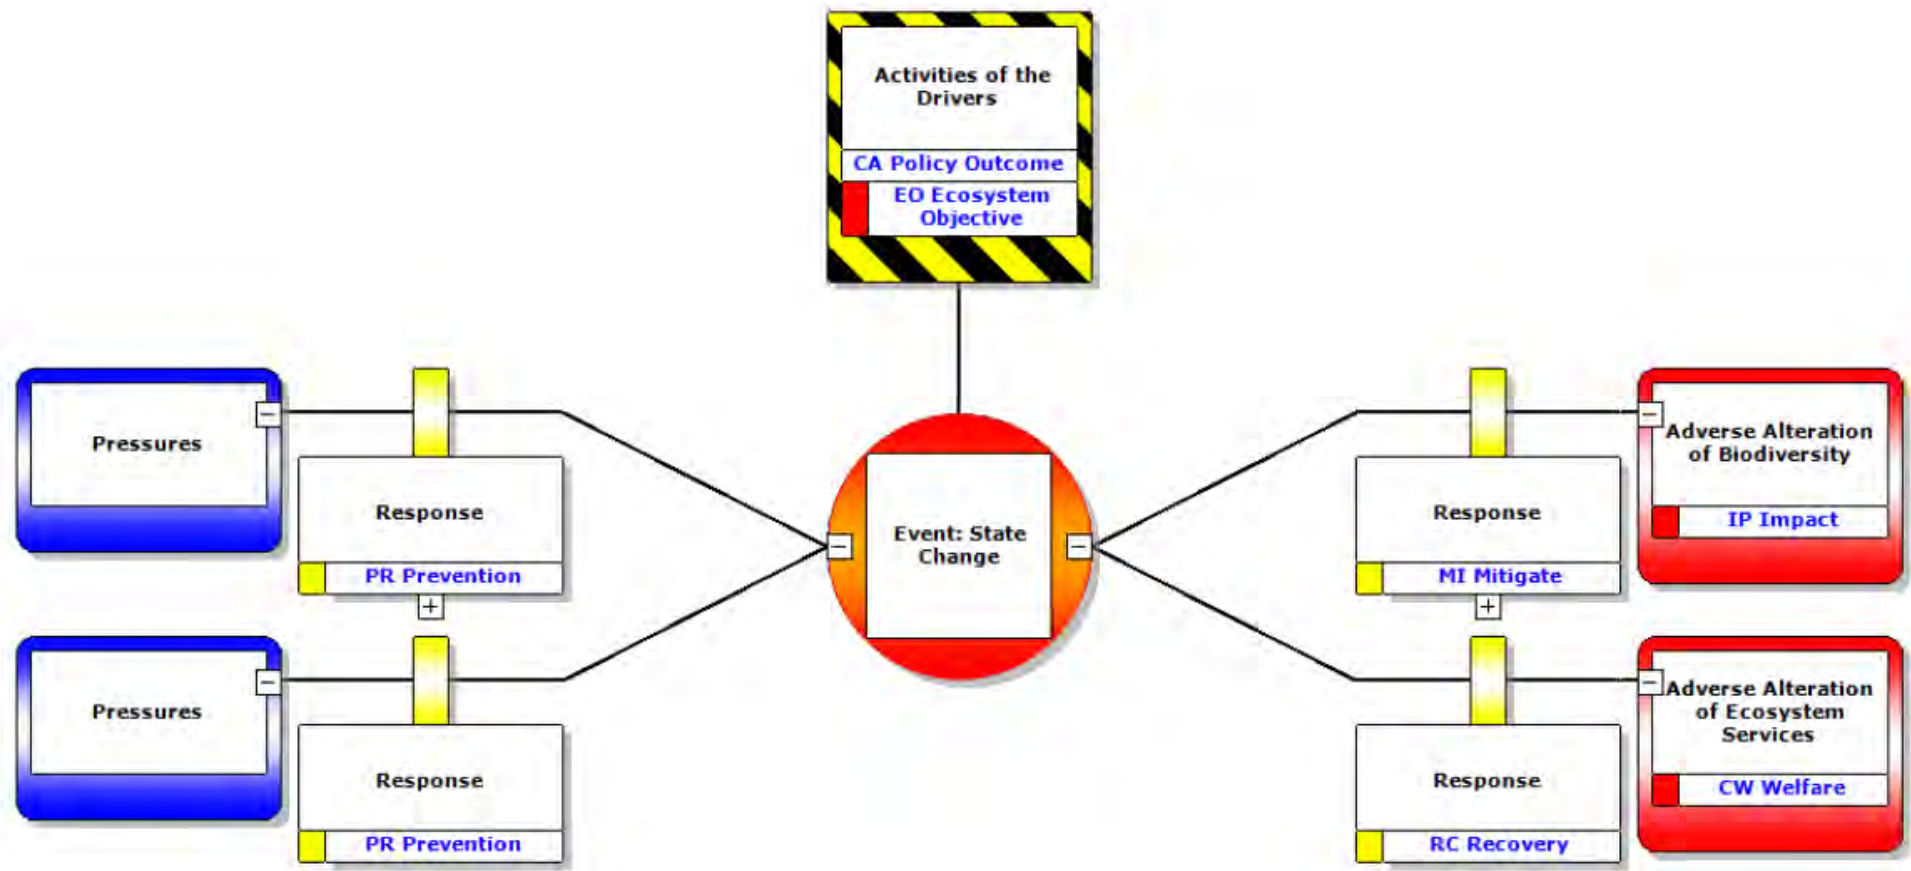 Activities of the
Drivers
CA Policy Outcome
EO Ecosystem
Objective
Pressures
Response
PR Prevention
Event: State
Change
Response
MI Mitigate
Adverse Alteration
of Biodiversity
IP Impact
Pressures
Response
PR Prevention
Response
RC Recovery
Adverse Alteration
of Ecosystem
Services
CW Welfare